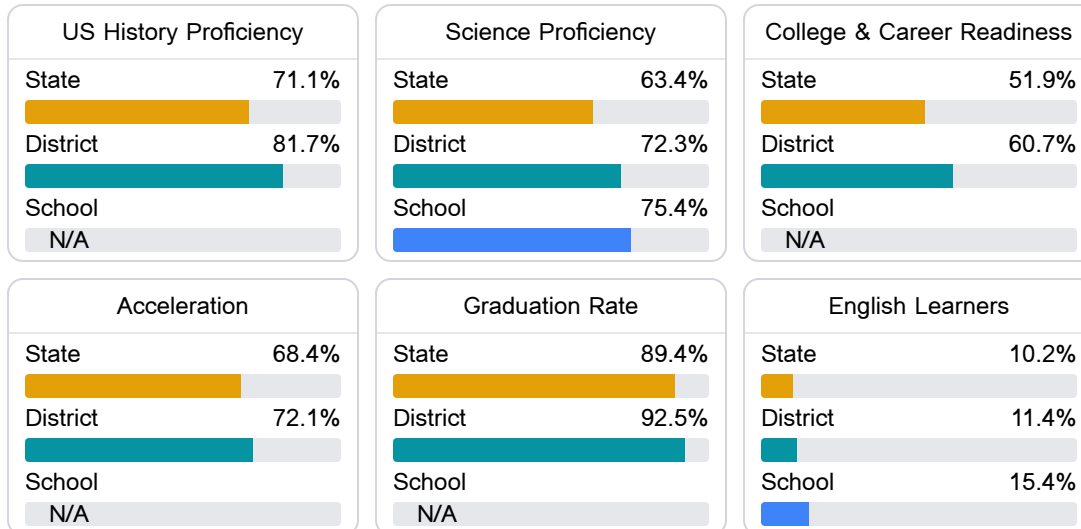 US History Proficiency
State 71.1%
District 81.7%
School
N/A
Science Proficiency
State 63.4%
District 72.3%
School 75.4%
College & Career Readiness
State 51.9%
District 60.7%
School
N/A
Acceleration
State 68.4%
District 72.1%
School
N/A
Graduation Rate
State 89.4%
District 92.5%
School
N/A
English Learners
State 10.2%
District 11.4%
School 15.4%